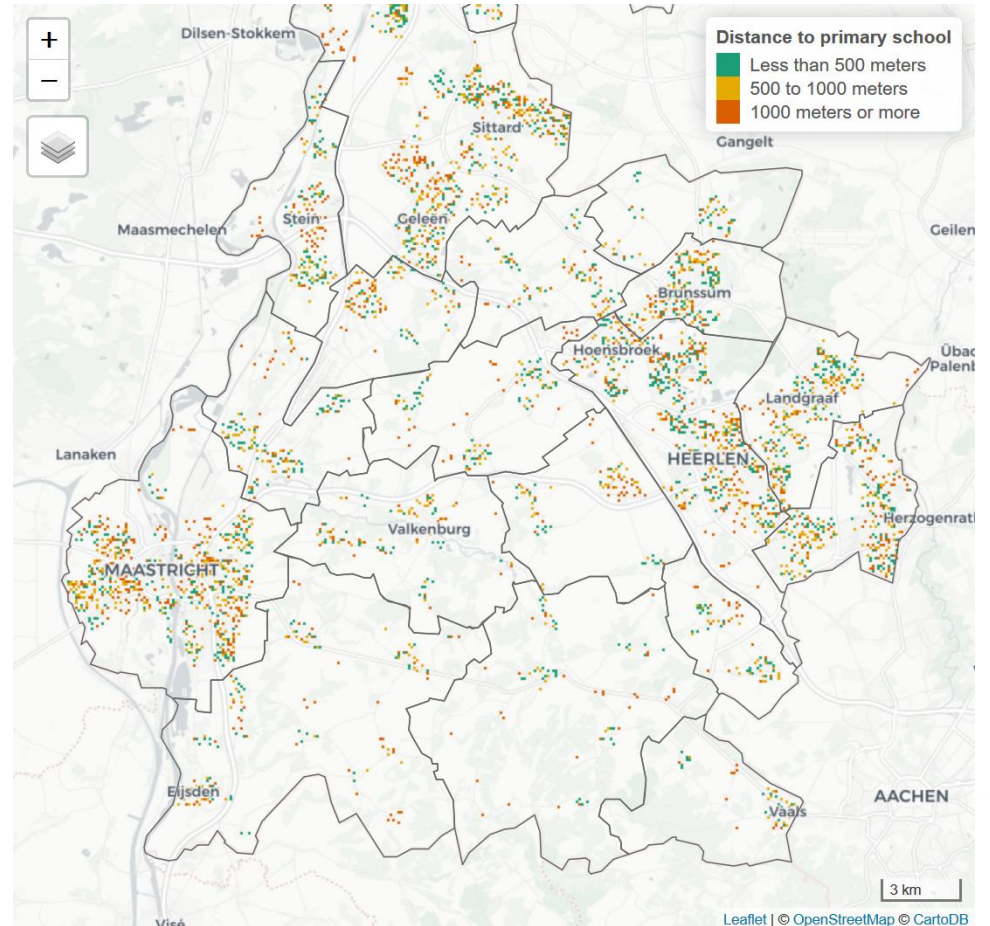 +
−
Distance to primary school
Less than 500 meters
500 to 1000 meters
1000 meters or more
Dilsen-Stokkem
Sittard
Gangelt
Maasmechelen
Stein
Geleen
Geilen
Brunssum
Hoensbroek
Übac
Palenb
Landgraaf
Lanaken
HEERLEN
Valkenburg
Herzogenrath
MAASTRICHT
Eijsden
AACHEN
Vaals
3 km
Visé
Leaflet | © OpenStreetMap © CartoDB